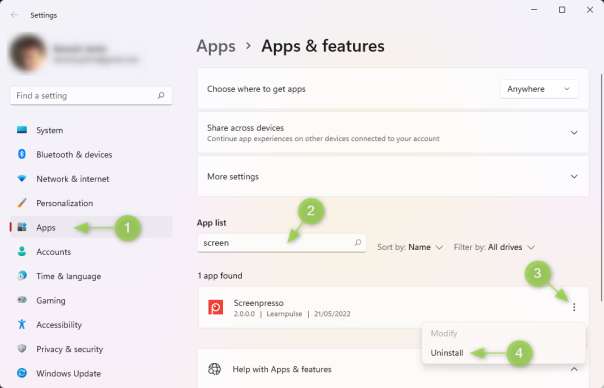 Settings
Apps > Apps & features
Find a setting
System
Bluetooth & devices
Network & internet
Personalization
Apps
Accounts
Time & language
Gaming
Accessibility
Privacy & security
Windows Update
Choose where to get apps
Anywhere
Share across devices
Continue app experiences on other devices connected to your account
More settings
App list
screen
Sort by: Name
Filter by: All drives
1 app found
Screenpresso
2.0.0.0 | Learnpulse | 21/05/2022
Modify
Uninstall
Help with Apps & features
1
2
3
4